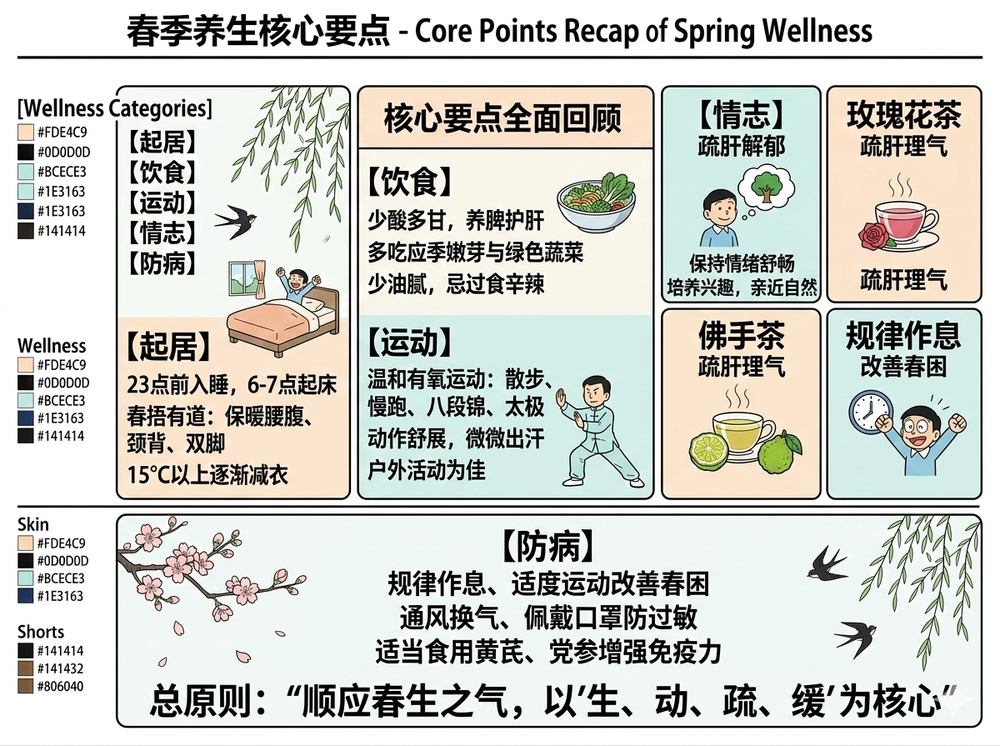 春季养生核心要点 - Core Points Recap of Spring Wellness
[Wellness Categories]
#FDE4C9
#0D0D0D
#BCECE3
#1E3163
#1E3163
#141414
Wellness
#FDE4C9
#0D0D0D
#BCECE3
#1E3163
#141414
Skin
#FDE4C9
#0D0D0D
#BCECE3
#1E3163
Shorts
#141414
#141432
#806040
【起居】
【饮食】
【运动】
【情志】
【防病】
【起居】
23点前入睡，6-7点起床
春捂有道：保暖腰腹、
颈背、双脚
15°C以上逐渐减衣
核心要点全面回顾
【饮食】
少酸多甘，养脾护肝
多吃应季嫩芽与绿色蔬菜
少油腻，忌过食辛辣
【运动】
温和有氧运动：散步、
慢跑、八段锦、太极
动作舒展，微微出汗
户外活动为佳
【情志】
疏肝解郁
保持情绪舒畅
培养兴趣，亲近自然
玫瑰花茶
疏肝理气
疏肝理气
佛手茶
疏肝理气
规律作息
改善春困
【防病】
规律作息、适度运动改善春困
通风换气、佩戴口罩防过敏
适当食用黄芪、党参增强免疫力
总原则：“顺应春生之气，以‘生、动、疏、缓’为核心”